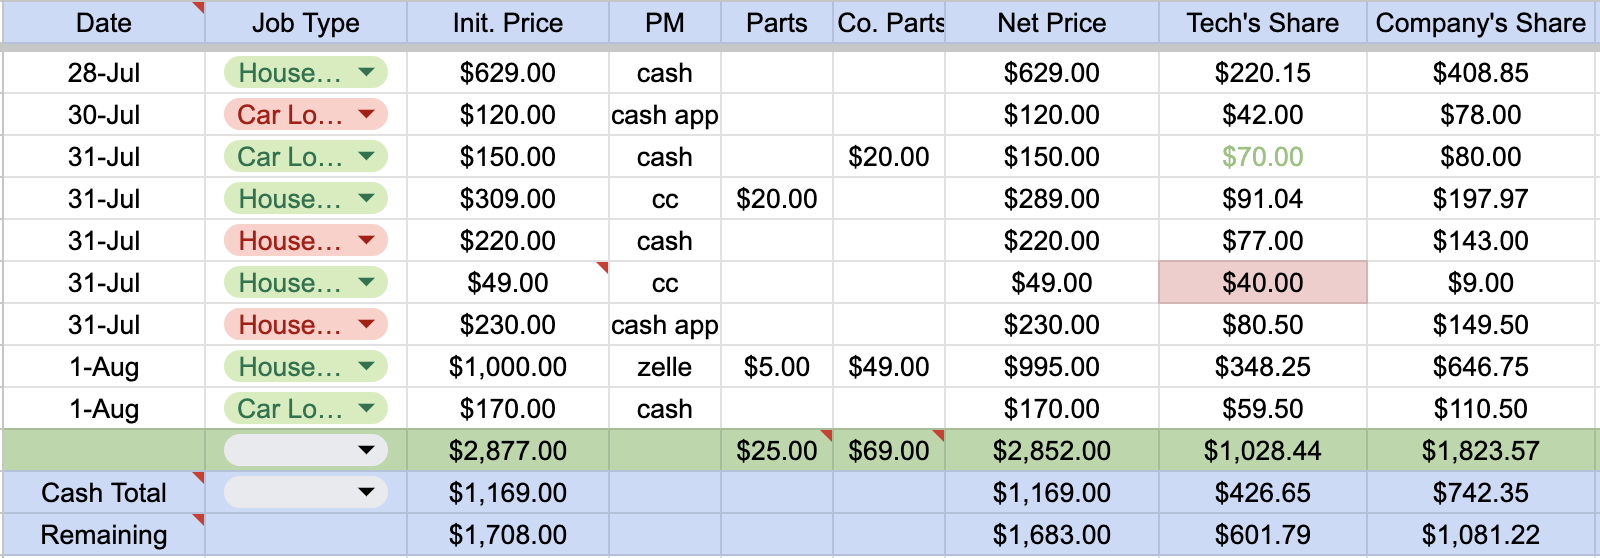 Date Job Type Init. Price PM Parts Co. Parts Net Price Tech's Share Company's Share
28-Jul House... $629.00 cash $629.00 $220.15 $408.85
30-Jul Car Lo... $120.00 cash app $120.00 $42.00 $78.00
31-Jul Car Lo... $150.00 cash $20.00 $150.00 $70.00 $80.00
31-Jul House... $309.00 cc $20.00 $289.00 $91.04 $197.97
31-Jul House... $220.00 cash $220.00 $77.00 $143.00
31-Jul House... $49.00 cc $49.00 $40.00 $9.00
31-Jul House... $230.00 cash app $230.00 $80.50 $149.50
1-Aug House... $1,000.00 zelle $5.00 $49.00 $995.00 $348.25 $646.75
1-Aug Car Lo... $170.00 cash $170.00 $59.50 $110.50
$2,877.00 $25.00 $69.00 $2,852.00 $1,028.44 $1,823.57
Cash Total $1,169.00 $1,169.00 $426.65 $742.35
Remaining $1,708.00 $1,683.00 $601.79 $1,081.22